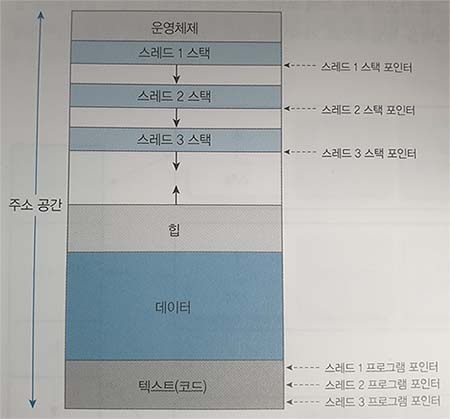 운영체제
스레드 1 스택
스레드 1 스택 포인터
스레드 2 스택
스레드 2 스택 포인터
스레드 3 스택
스레드 3 스택 포인터
주소 공간
힙
데이터
텍스트(코드)
스레드 1 프로그램 포인터
스레드 2 프로그램 포인터
스레드 3 프로그램 포인터